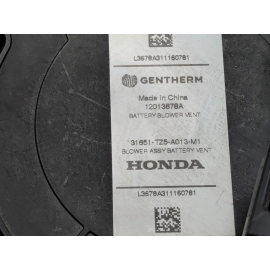 L3678A311160781
GENTHERM
Made in China
12013678A
BATTERY BLOWER VENT
31651-TZ5-A013-M1
BLOWER ASSY BATTERY VENT
HONDA
L3678A311160781